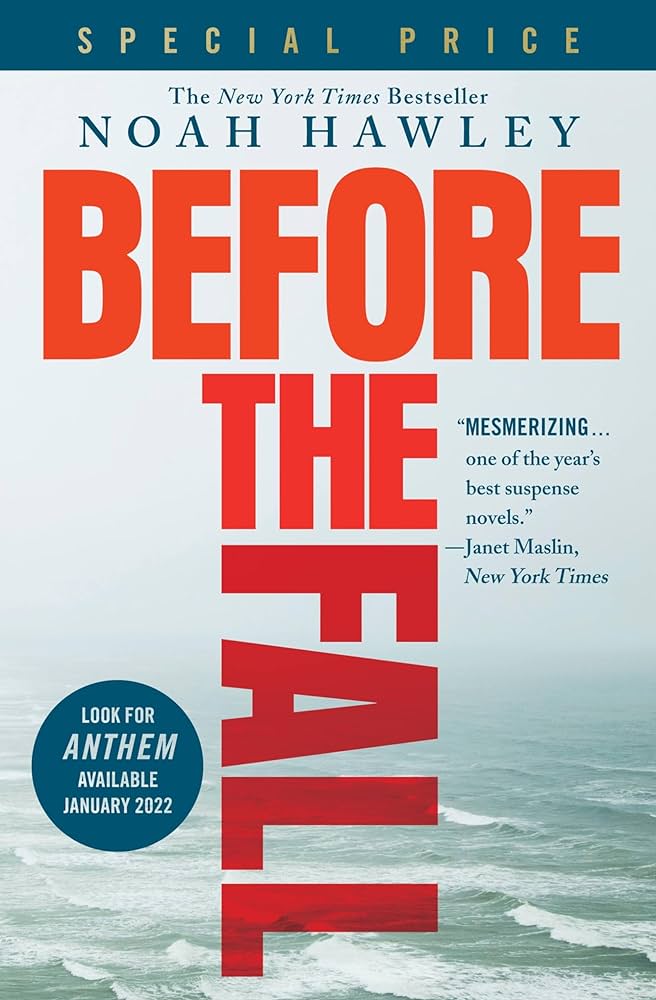 SPECIAL PRICE
The New York Times Bestseller
NOAH HAWLEY
BEFORE
THE
FALL
“MESMERIZING...
one of the year’s
best suspense
novels.”
—Janet Maslin,
New York Times
LOOK FOR
ANTHEM
AVAILABLE
JANUARY 2022